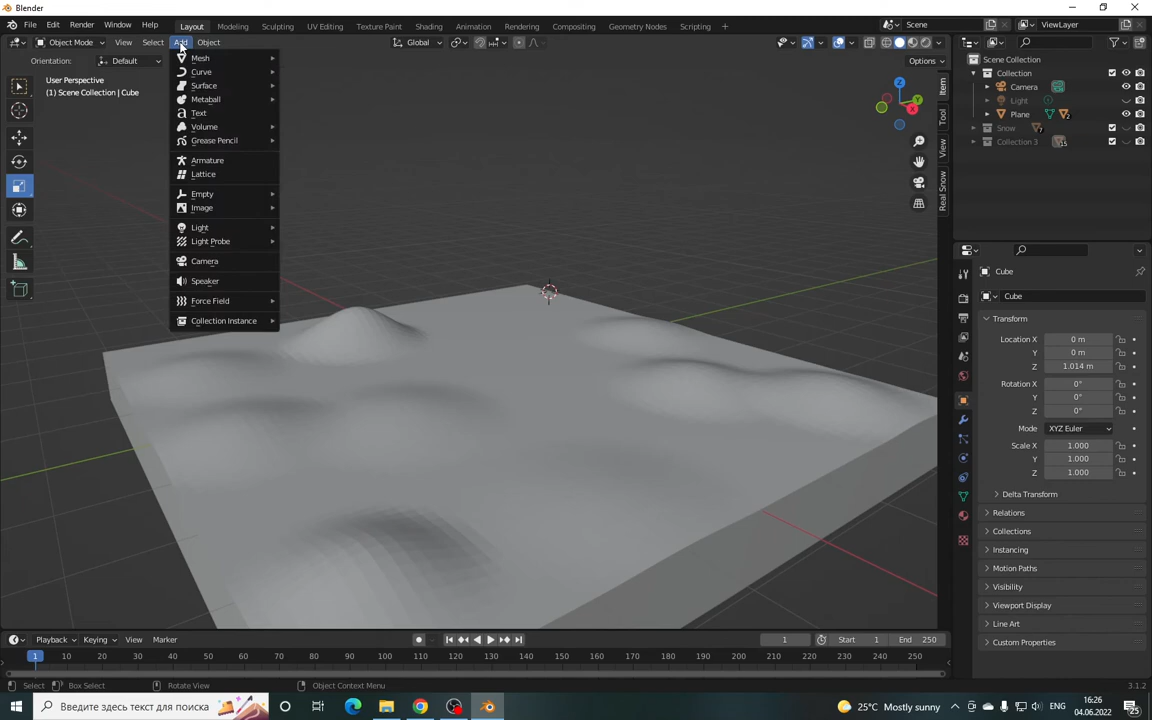 Blender
File Edit Render Window Help Layout Modeling Sculpting UV Editing Texture Paint Shading Animation Rendering Compositing Geometry Nodes Scripting + Scene ViewLayer
Object Mode View Select Add Object Global
Orientation: Default Options
User Perspective
(1) Scene Collection | Cube
Mesh
Curve
Surface
Metaball
Text
Volume
Grease Pencil
Armature
Lattice
Empty
Image
Light
Light Probe
Camera
Speaker
Force Field
Collection Instance
Z
Y
Item
Tool
View
Real Snow
Scene Collection
Collection
Camera
Light
Plane 2
Snow 7
Collection 3 15
Cube
Cube
Transform
Location X 0 m
Y 0 m
Z 1.014 m
Rotation X 0°
Y 0°
Z 0°
Mode XYZ Euler
Scale X 1.000
Y 1.000
Z 1.000
Delta Transform
Relations
Collections
Instancing
Motion Paths
Visibility
Viewport Display
Line Art
Custom Properties
Playback Keying View Marker 1 Start 1 End 250
1 10 20 30 40 50 60 70 80 90 100 110 120 130 140 150 160 170 180 190 200 210 220 230 240 250
Select Box Select Rotate View Object Context Menu 3.1.2
Введите здесь текст для поиска 25°C Mostly sunny ENG 16:26
04.06.2022 25